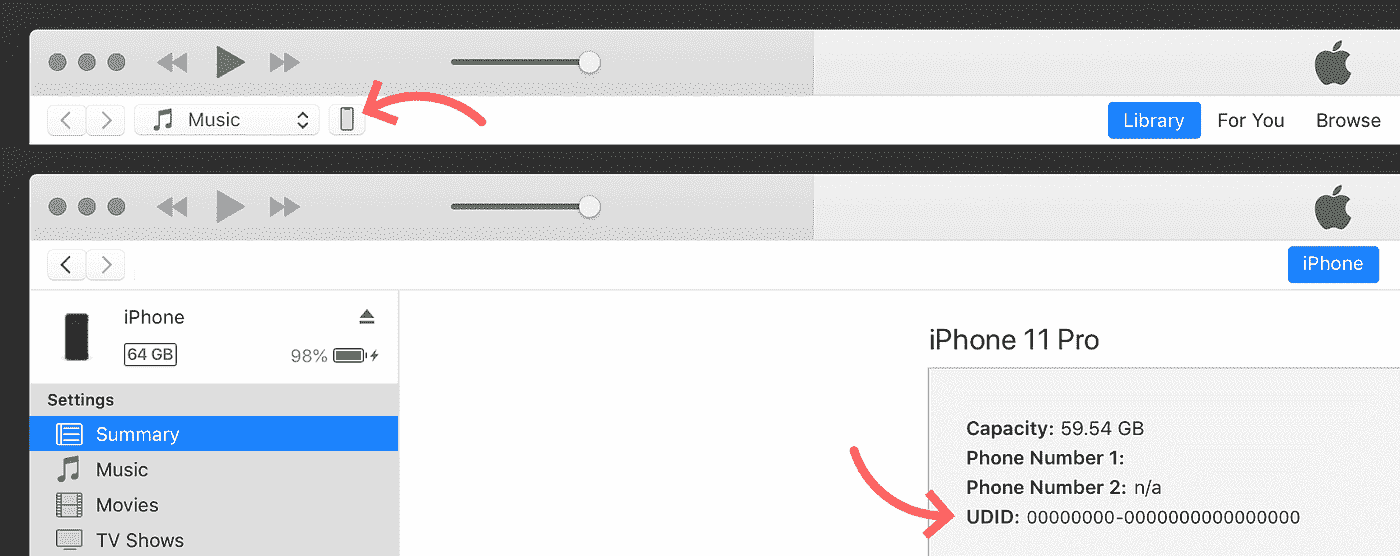 Music
Library For You Browse
iPhone
iPhone
64 GB 98%
iPhone 11 Pro
Settings
Summary
Music
Movies
TV Shows
Capacity: 59.54 GB
Phone Number 1:
Phone Number 2: n/a
UDID: 00000000-0000000000000000